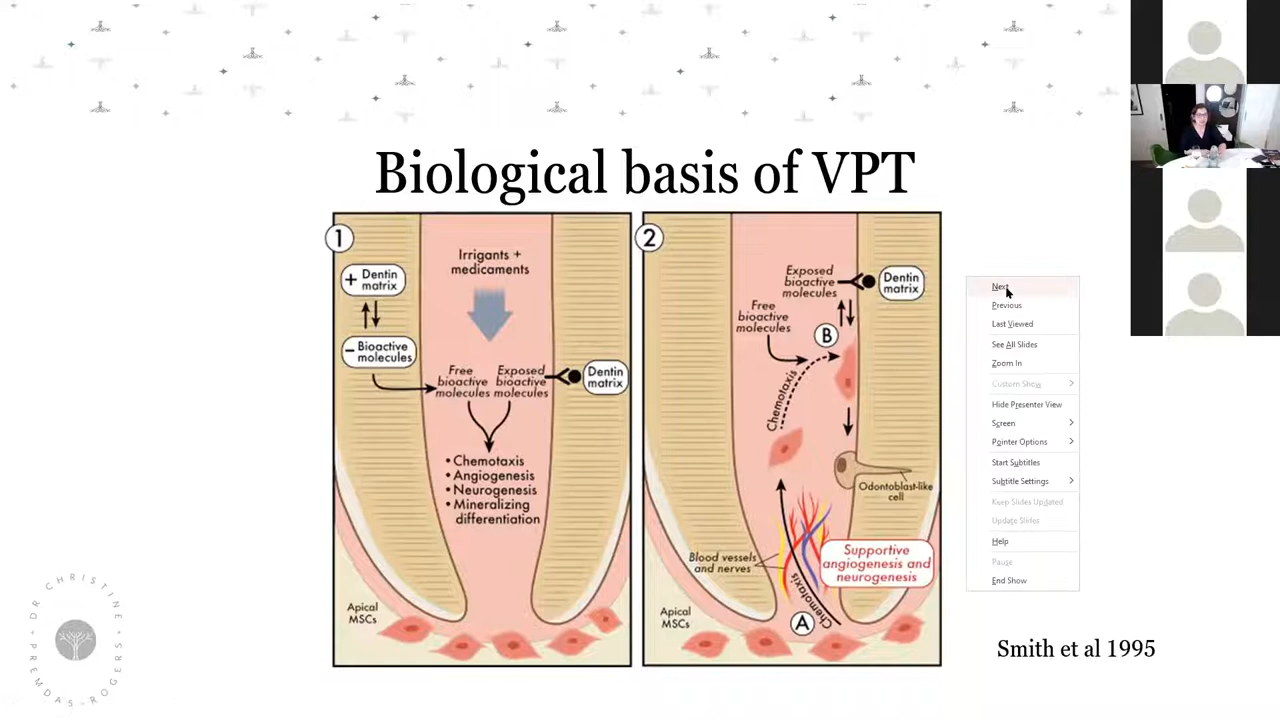 Biological basis of VPT
1
Irrigants +
medicaments
+ Dentin
matrix
- Bioactive
molecules
Free
bioactive
molecules
Exposed
bioactive
molecules
Dentin
matrix
• Chemotaxis
• Angiogenesis
• Neurogenesis
• Mineralizing
differentiation
Apical
MSCs
2
Exposed
bioactive
molecules
Dentin
matrix
Free
bioactive
molecules
B
Chemotaxis
Odontoblast-like
cell
Blood vessels
and nerves
Supportive
angiogenesis and
neurogenesis
Chemotaxis
A
Apical
MSCs
Next
Previous
Last Viewed
See All Slides
Zoom In
Custom Show
Hide Presenter View
Screen
Pointer Options
Start Subtitles
Subtitle Settings
Keep Slides Updated
Update Slides
Help
Pause
End Show
Smith et al 1995
DR CHRISTINE
PREMDAS ROGERS